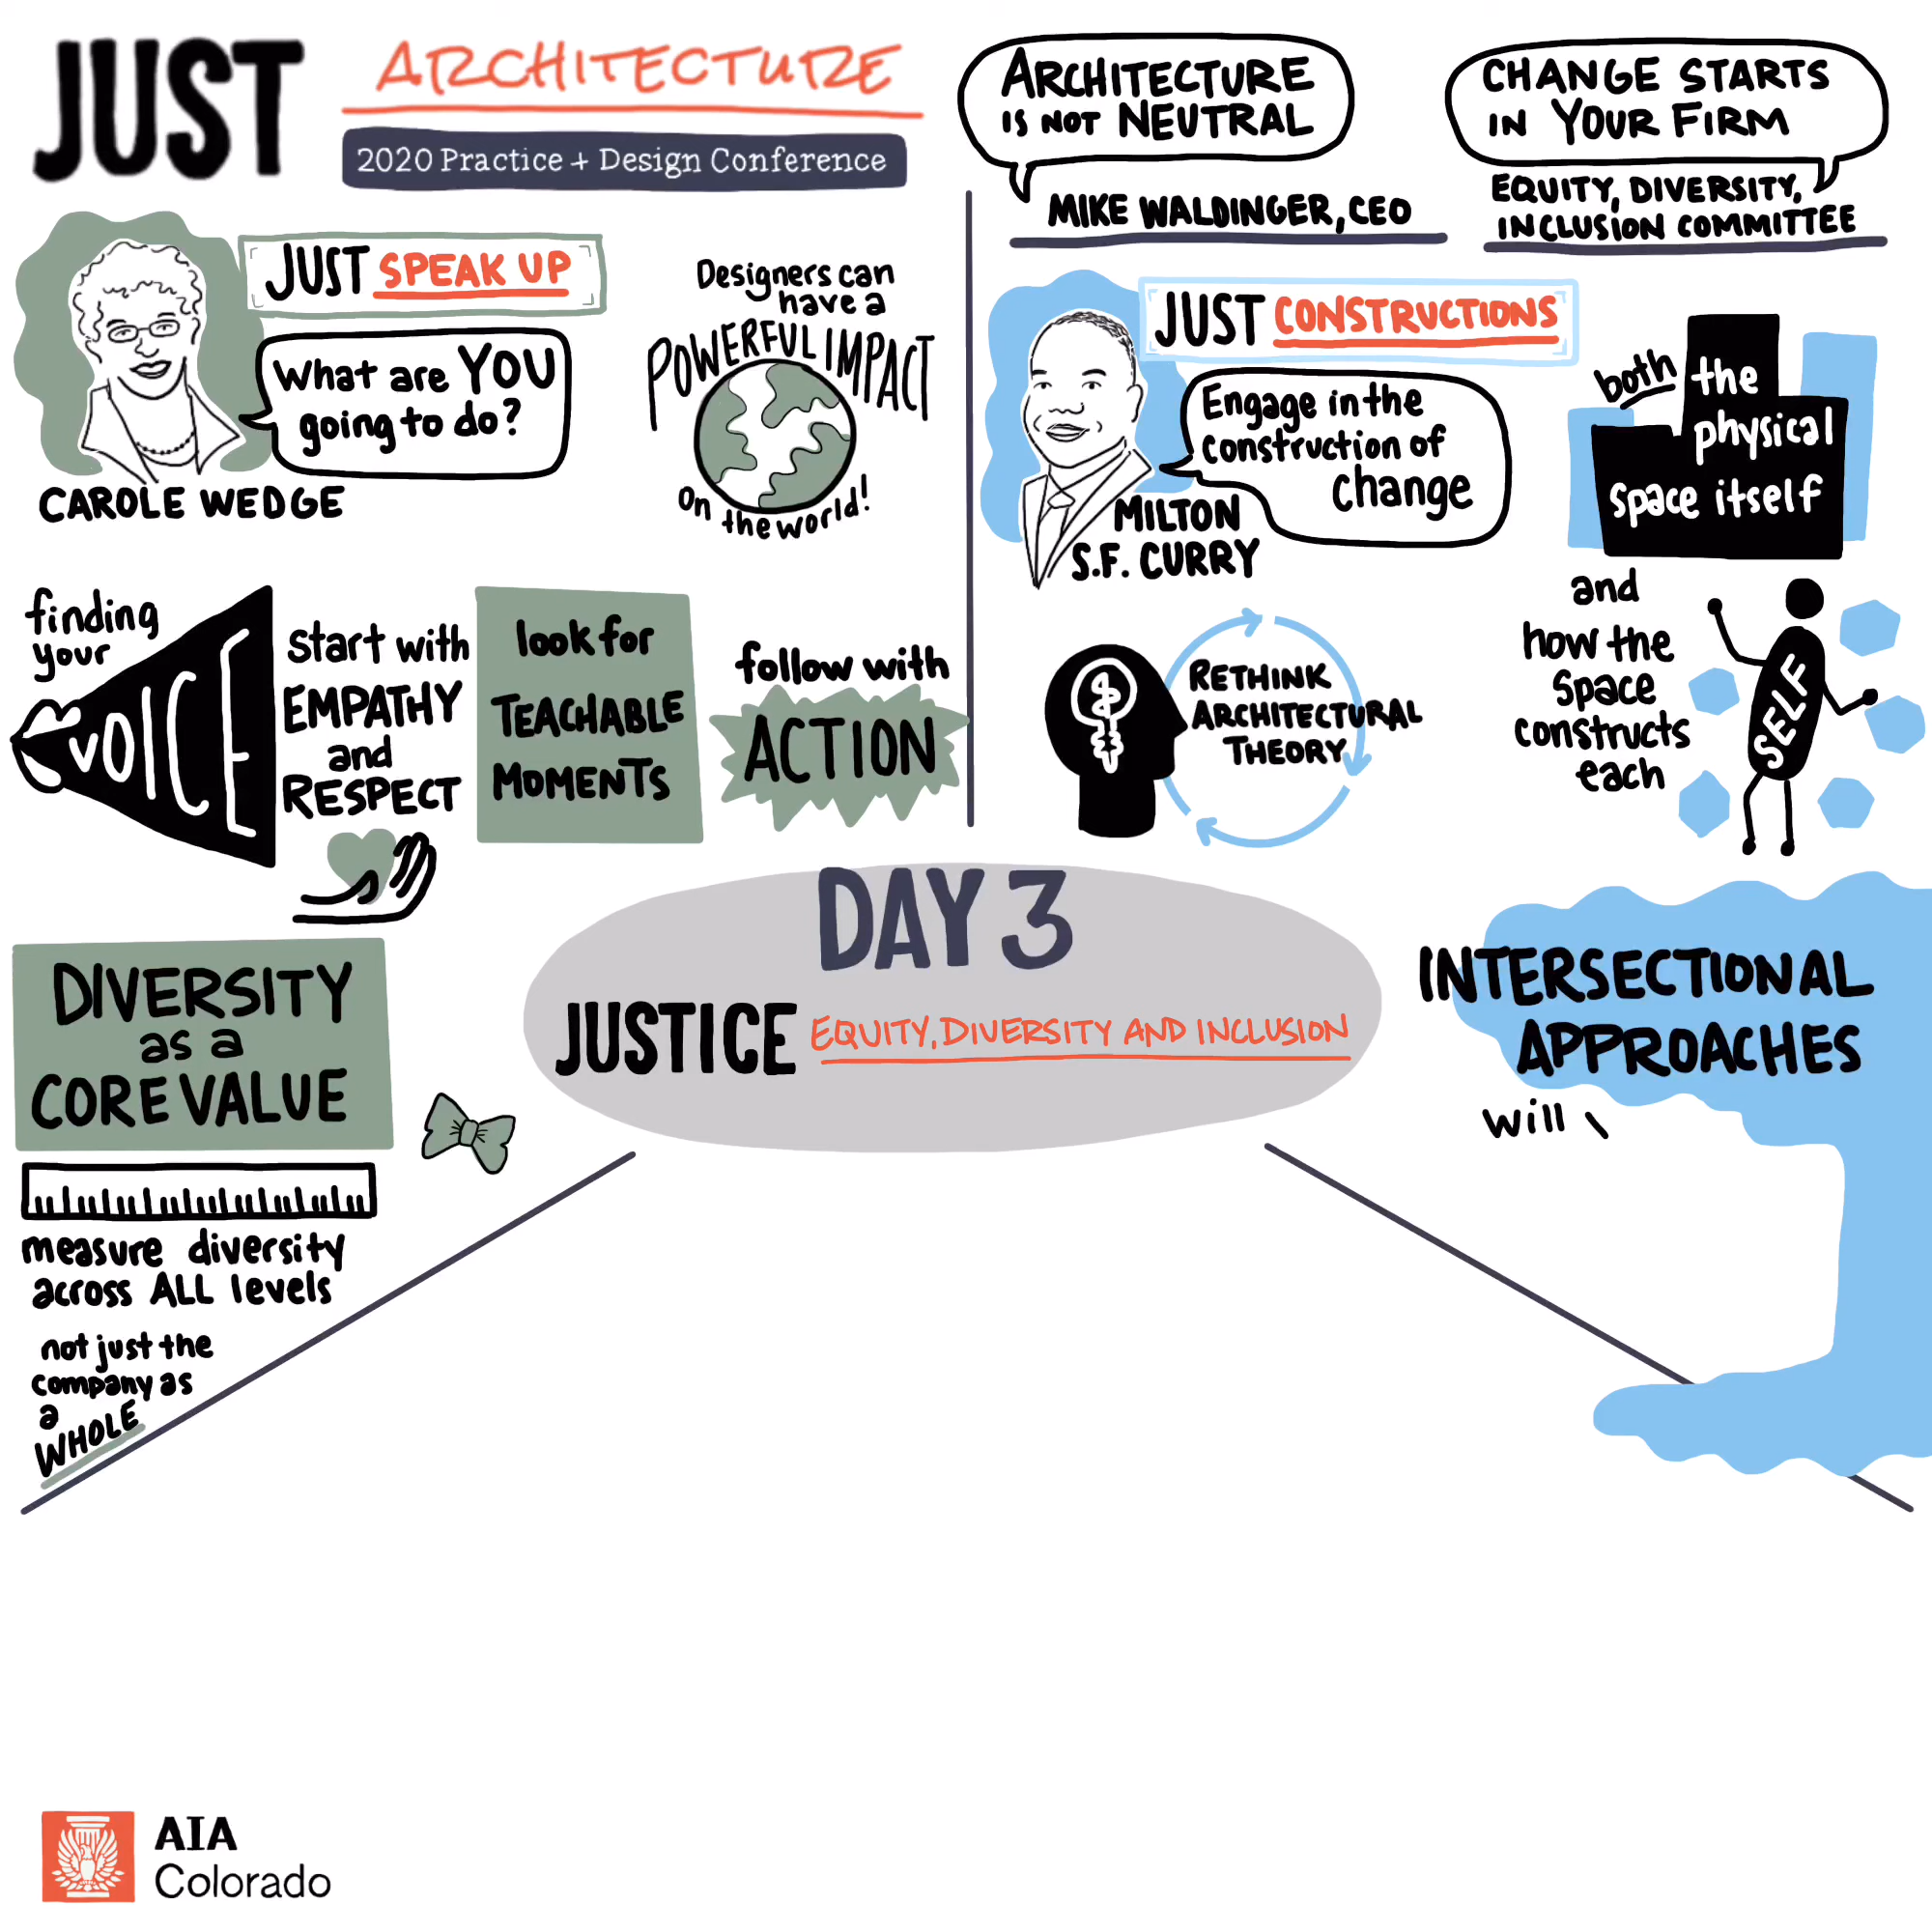 JUST
ARCHITECTURE
2020 Practice + Design Conference
ARCHITECTURE
IS NOT NEUTRAL
MIKE WALDINGER, CEO
CHANGE STARTS
IN YOUR FIRM
EQUITY, DIVERSITY,
INCLUSION COMMITTEE
JUST SPEAK UP
What are YOU
going to do?
CAROLE WEDGE
Designers can
have a
POWERFUL IMPACT
on the world!
finding
your
VOICE
start with
EMPATHY
and
RESPECT
look for
TEACHABLE
MOMENTS
follow with
ACTION
DIVERSITY
as a
CORE VALUE
measure diversity
across ALL levels
not just the
company as
a
WHOLE
JUST CONSTRUCTIONS
Engage in the
construction of
change
MILTON
S.F. CURRY
both the
physical
space itself
and
how the
space
constructs
each
SELF
RETHINK
ARCHITECTURAL
THEORY
INTERSECTIONAL
APPROACHES
will
DAY 3
JUSTICE EQUITY, DIVERSITY AND INCLUSION
AIA
Colorado